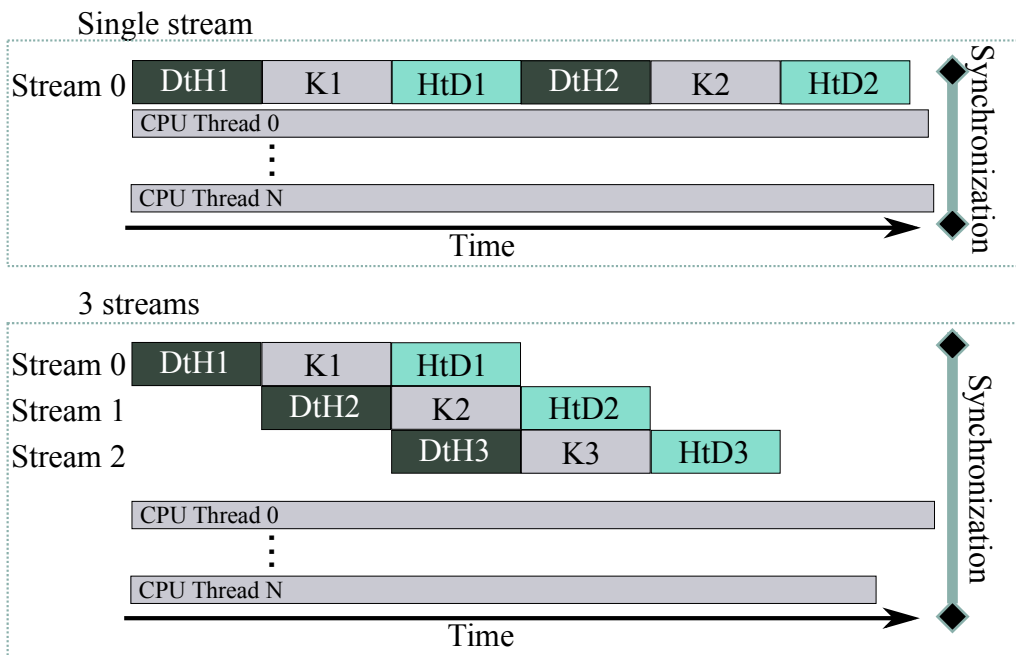 Single stream
Stream 0 DtH1 K1 HtD1 DtH2 K2 HtD2
CPU Thread 0
CPU Thread N
Time
Synchronization
3 streams
Stream 0 DtH1 K1 HtD1
Stream 1 DtH2 K2 HtD2
Stream 2 DtH3 K3 HtD3
CPU Thread 0
CPU Thread N
Time
Synchronization